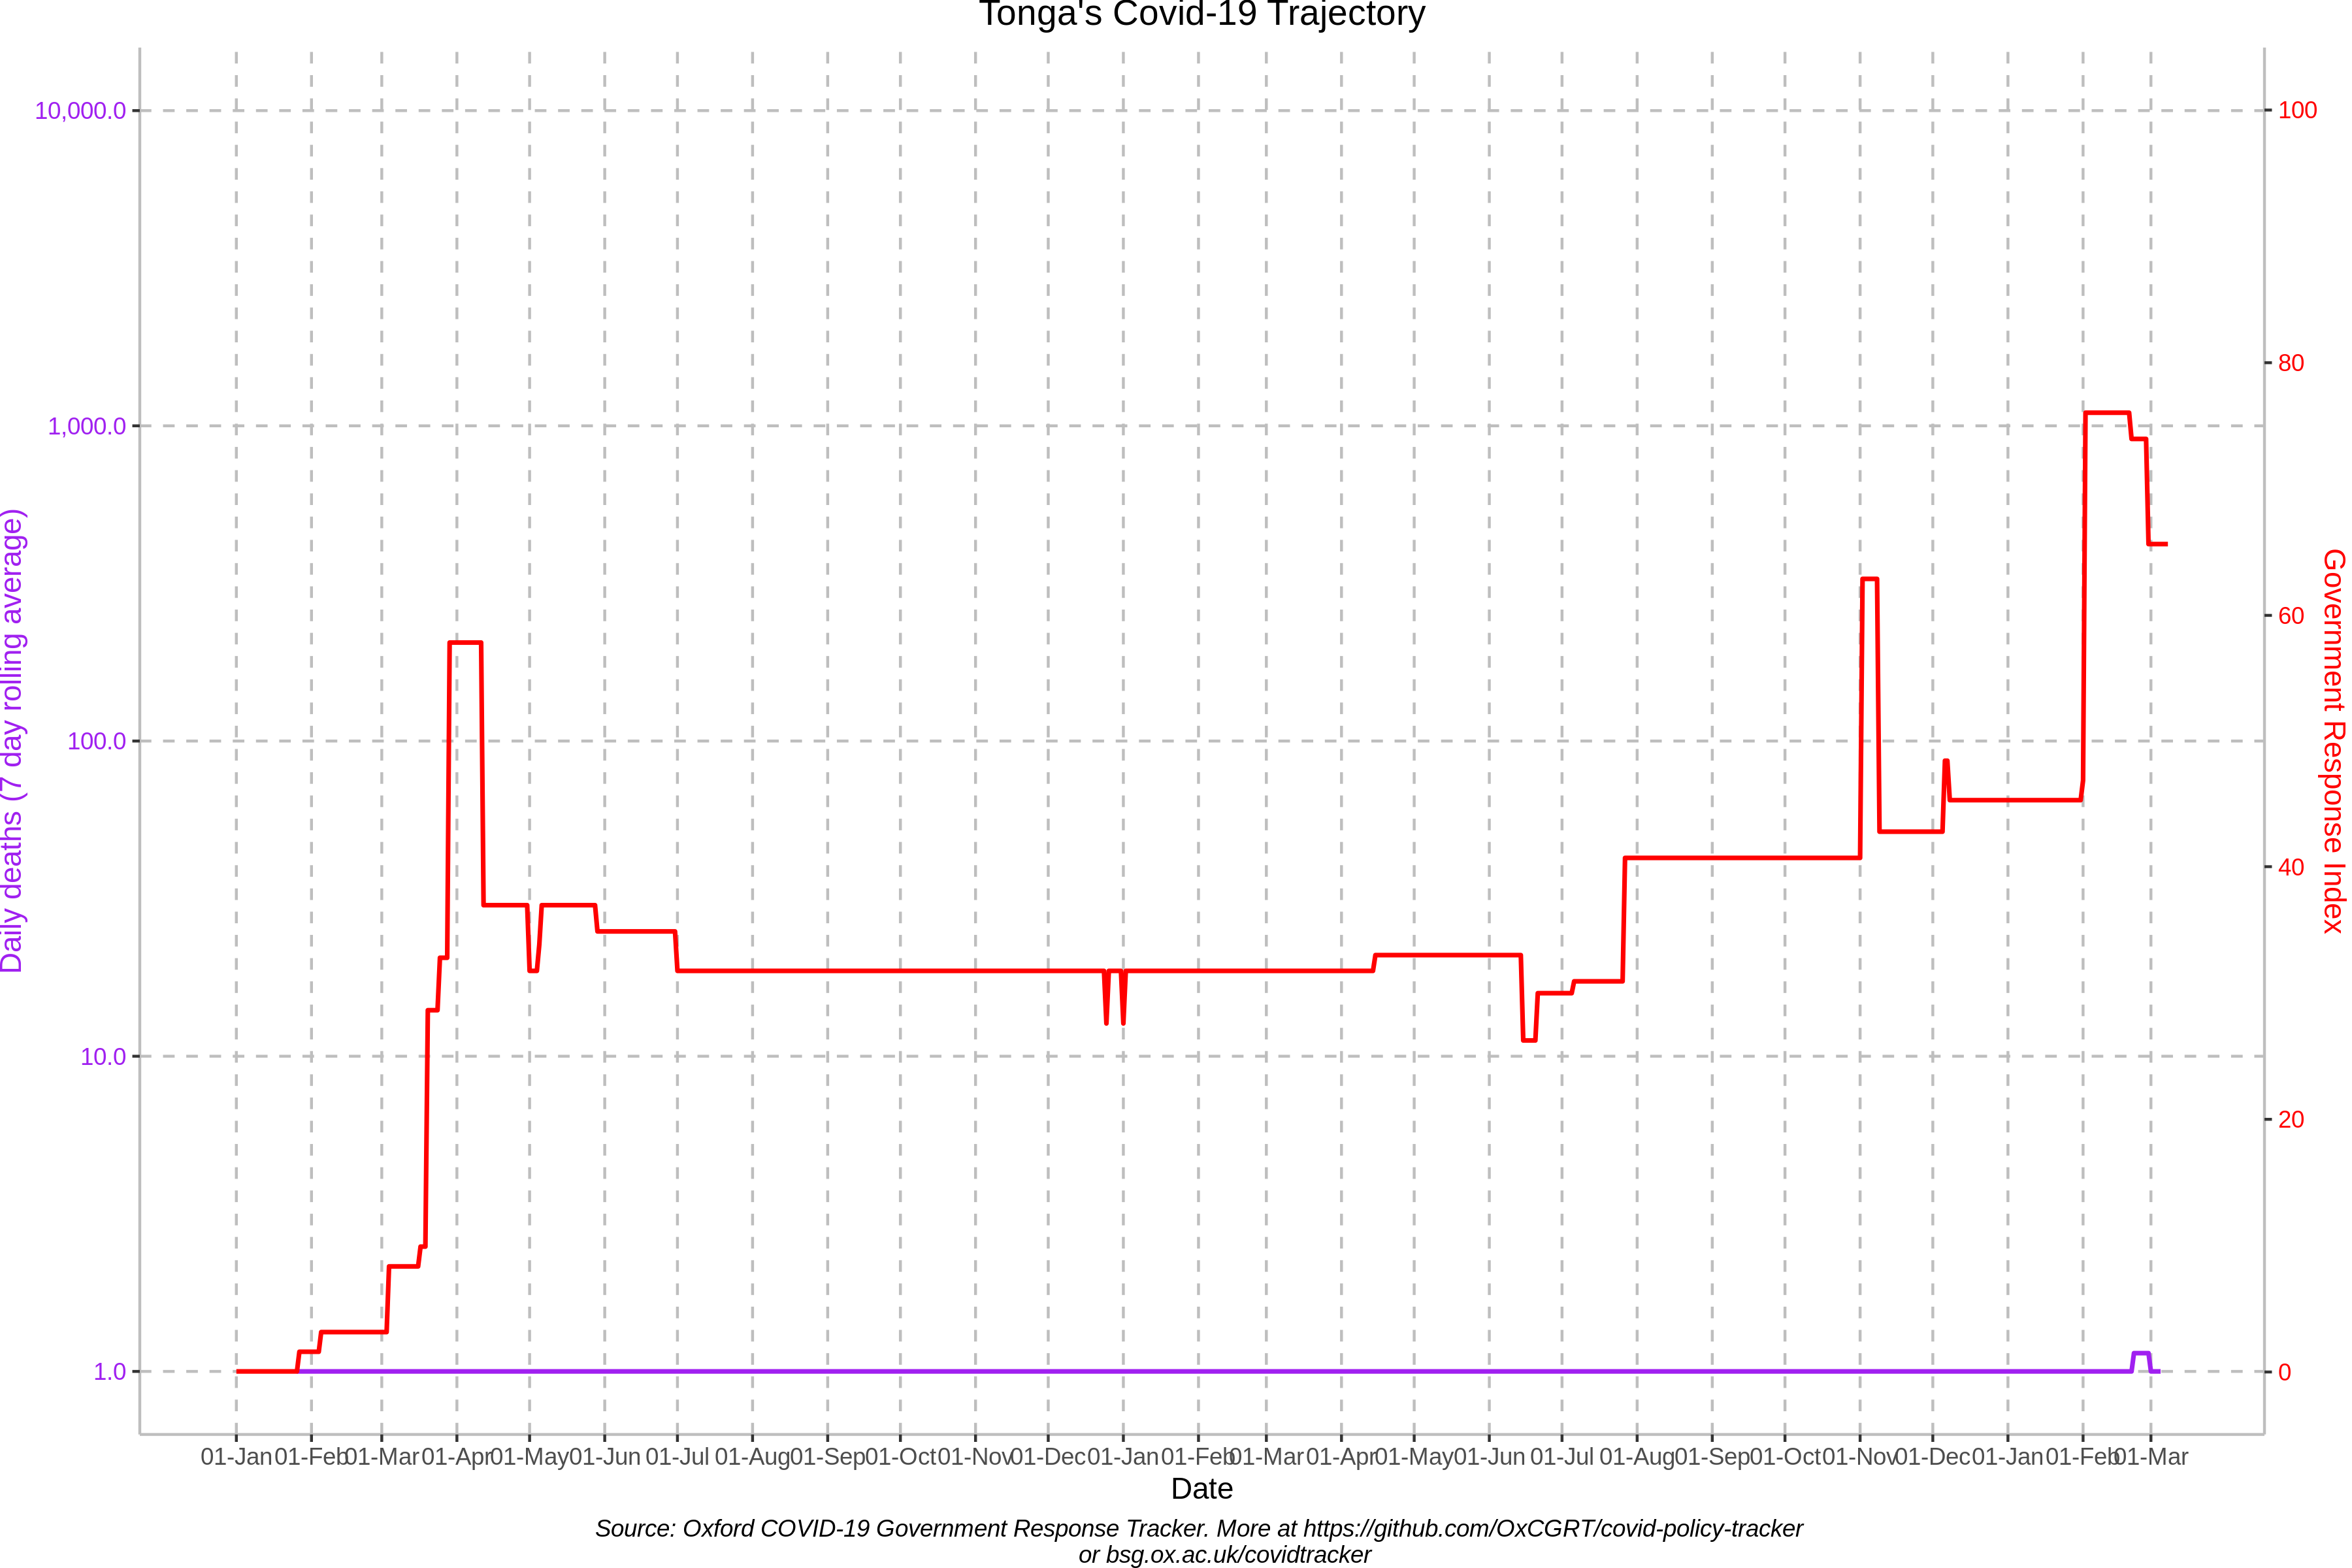 Tonga's Covid-19 Trajectory
10,000.0
1,000.0
100.0
10.0
1.0
Daily deaths (7 day rolling average)
100
80
60
40
20
0
Government Response Index
01-Jan 01-Feb 01-Mar 01-Apr 01-May 01-Jun 01-Jul 01-Aug 01-Sep 01-Oct 01-Nov 01-Dec 01-Jan 01-Feb 01-Mar 01-Apr 01-May 01-Jun 01-Jul 01-Aug 01-Sep 01-Oct 01-Nov 01-Dec 01-Jan 01-Feb 01-Mar
Date
Source: Oxford COVID-19 Government Response Tracker. More at https://github.com/OxCGRT/covid-policy-tracker
or bsg.ox.ac.uk/covidtracker